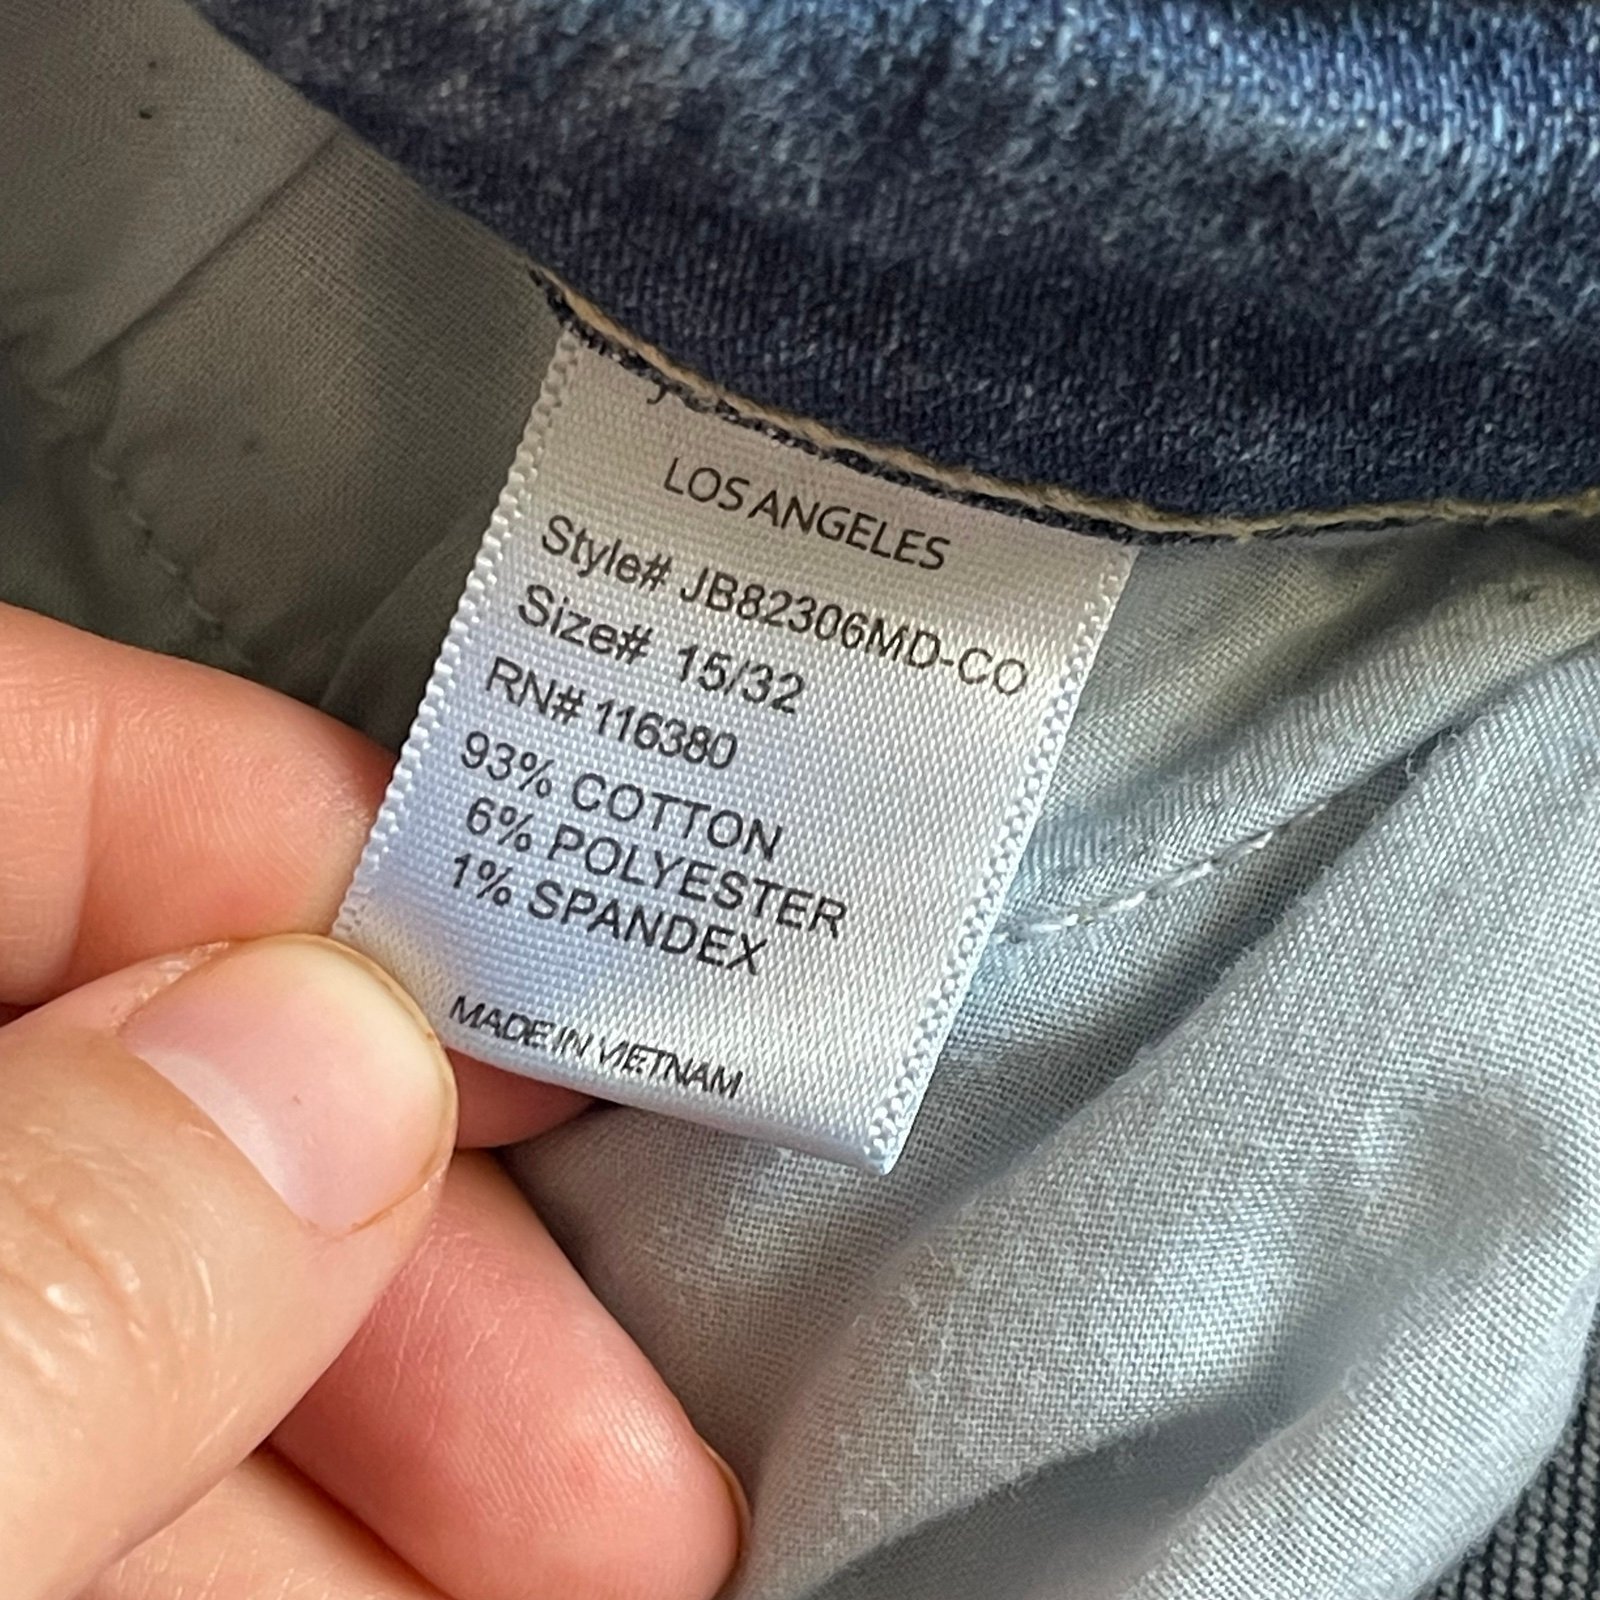 LOS ANGELES
Style# JB82306MD-CO
Size# 15/32
RN# 116380
93% COTTON
6% POLYESTER
1% SPANDEX
MADE IN VIETNAM